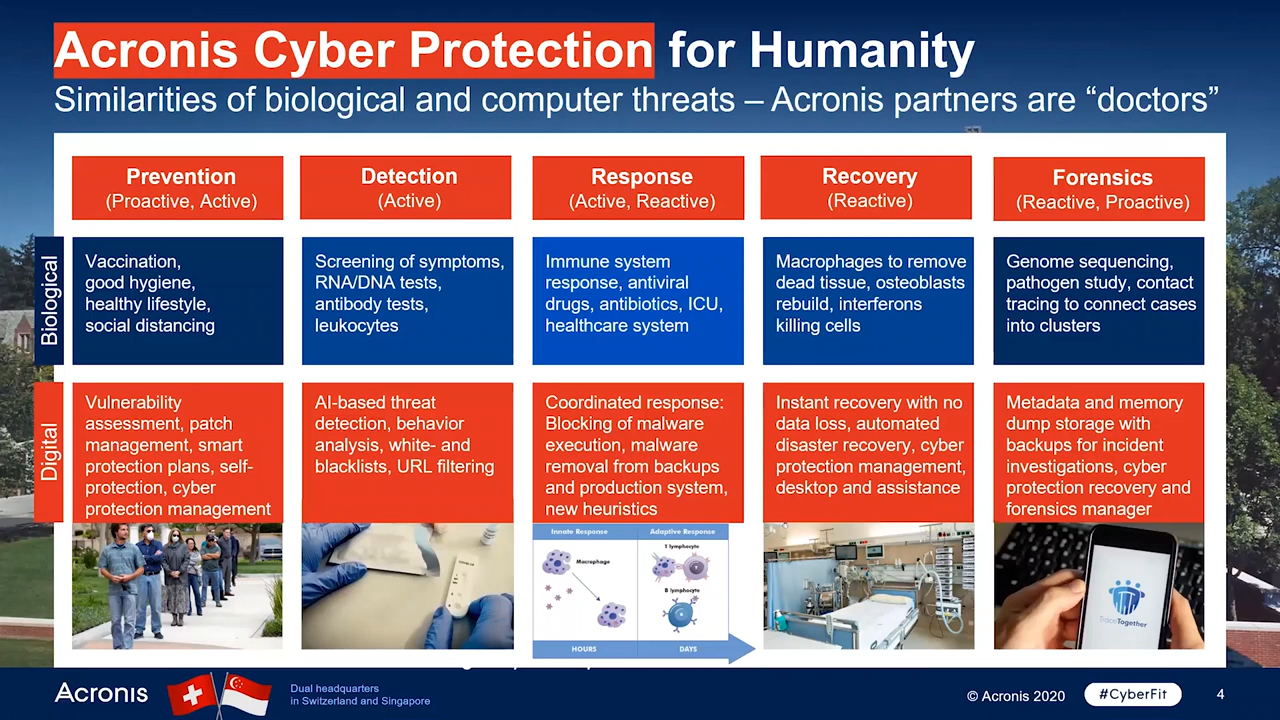 Acronis Cyber Protection for Humanity
Similarities of biological and computer threats – Acronis partners are “doctors”
Prevention
(Proactive, Active)
Detection
(Active)
Response
(Active, Reactive)
Recovery
(Reactive)
Forensics
(Reactive, Proactive)
Biological
Vaccination,
good hygiene,
healthy lifestyle,
social distancing
Screening of symptoms,
RNA/DNA tests,
antibody tests,
leukocytes
Immune system
response, antiviral
drugs, antibiotics, ICU,
healthcare system
Macrophages to remove
dead tissue, osteoblasts
rebuild, interferons
killing cells
Genome sequencing,
pathogen study, contact
tracing to connect cases
into clusters
Digital
Vulnerability
assessment, patch
management, smart
protection plans, self-
protection, cyber
protection management
AI-based threat
detection, behavior
analysis, white- and
blacklists, URL filtering
Coordinated response:
Blocking of malware
execution, malware
removal from backups
and production system,
new heuristics
Instant recovery with no
data loss, automated
disaster recovery, cyber
protection management,
desktop and assistance
Metadata and memory
dump storage with
backups for incident
investigations, cyber
protection recovery and
forensics manager
Innate Response
Adaptive Response
Macrophage
T lymphocyte
B lymphocyte
HOURS
DAYS
TraceTogether
Acronis
Dual headquarters
in Switzerland and Singapore
© Acronis 2020
#CyberFit
4